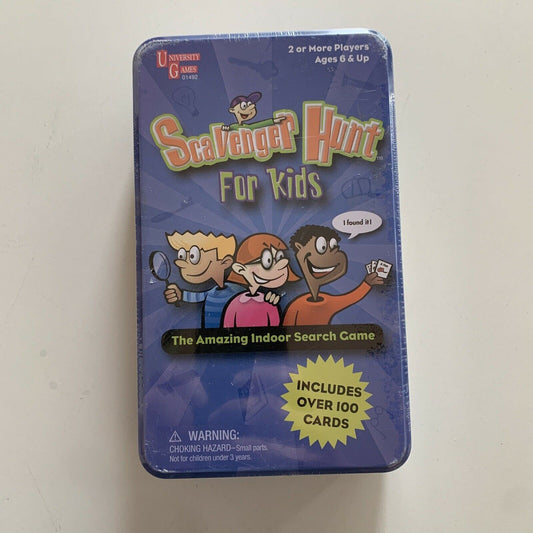 UNIVERSITY
GAMES
01492
2 or More Players
Ages 6 & Up
Scavenger Hunt™
For Kids
I found it!
The Amazing Indoor Search Game
INCLUDES
OVER 100
CARDS
⚠ WARNING:
CHOKING HAZARD–Small parts.
Not for children under 3 years.